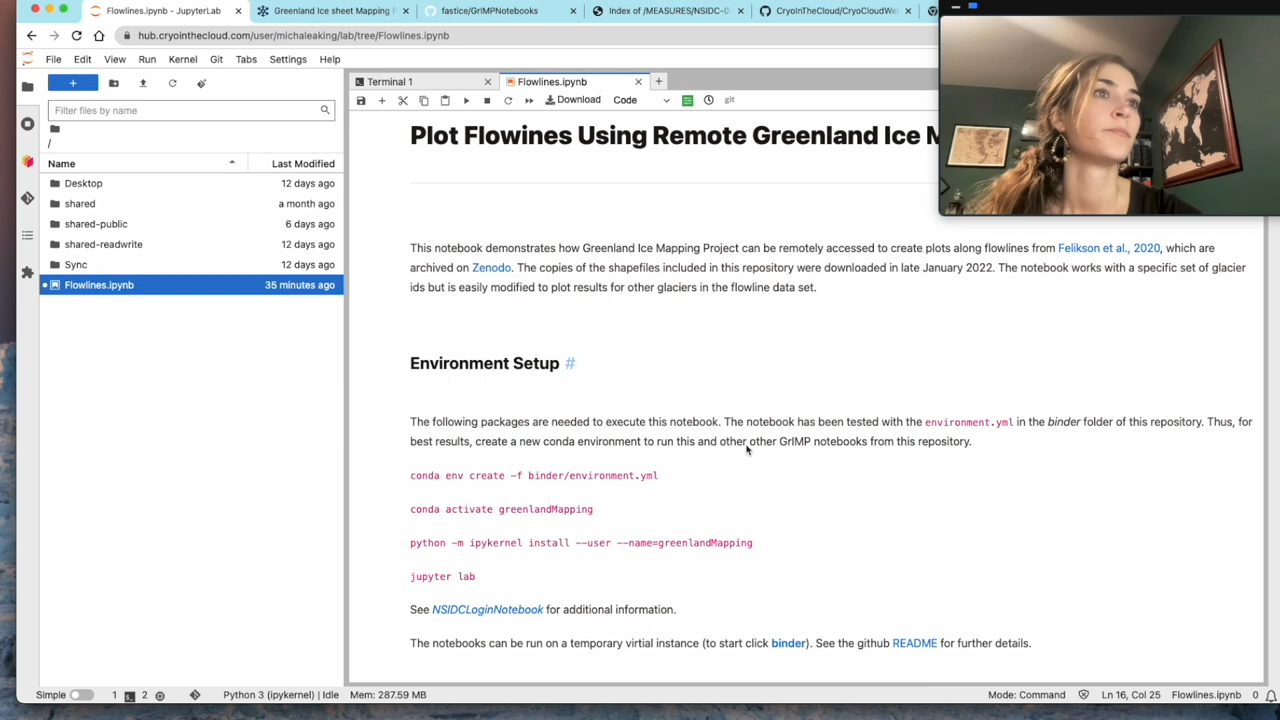 Flowlines.ipynb - JupyterLab
Greenland Ice sheet Mapping P
fastice/GrIMPNotebooks
Index of /MEASURES/NSIDC-0
CryoInTheCloud/CryoCloudWe
hub.cryointhecloud.com/user/michaleaking/lab/tree/Flowlines.ipynb
File Edit View Run Kernel Git Tabs Settings Help
Terminal 1
Flowlines.ipynb
Download
Code
git
Filter files by name
/
Name Last Modified
Desktop 12 days ago
shared a month ago
shared-public 6 days ago
shared-readwrite 12 days ago
Sync 12 days ago
Flowlines.ipynb 35 minutes ago
Plot Flowines Using Remote Greenland Ice M
This notebook demonstrates how Greenland Ice Mapping Project can be remotely accessed to create plots along flowlines from Felikson et al., 2020, which are
archived on Zenodo. The copies of the shapefiles included in this repository were downloaded in late January 2022. The notebook works with a specific set of glacier
ids but is easily modified to plot results for other glaciers in the flowline data set.
Environment Setup #
The following packages are needed to execute this notebook. The notebook has been tested with the environment.yml in the binder folder of this repository. Thus, for
best results, create a new conda environment to run this and other other GrIMP notebooks from this repository.
conda env create -f binder/environment.yml
conda activate greenlandMapping
python -m ipykernel install --user --name=greenlandMapping
jupyter lab
See NSIDCLoginNotebook for additional information.
The notebooks can be run on a temporary virtial instance (to start click binder). See the github README for further details.
Simple 1 2 Python 3 (ipykernel) | Idle Mem: 287.59 MB Mode: Command Ln 16, Col 25 Flowlines.ipynb 0